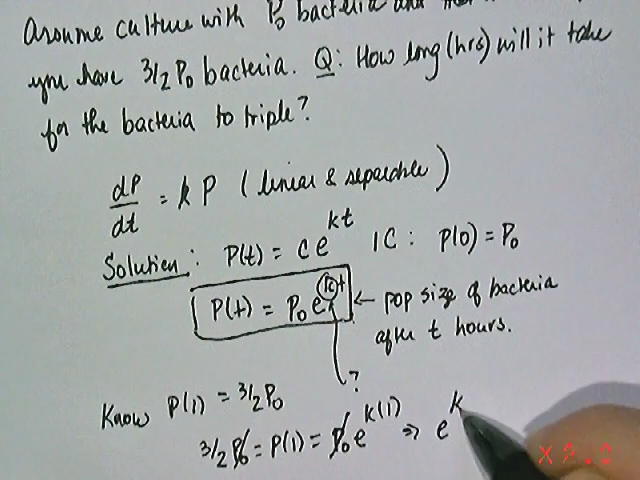 Assume culture with P₀ bacteria and
you have 3/2 P₀ bacteria. Q: How long (hrs) will it take
for the bacteria to triple?
dP/dt = kP (linear & separable)
Solution: P(t) = Ce^{kt} IC: P(0) = P₀
P(t) = P₀e^{kt} ← pop size of bacteria
after t hours.
?
Know P(1) = 3/2 P₀
3/2 P₀ = P(1) = P₀e^{k(1)} ⇒ e^k